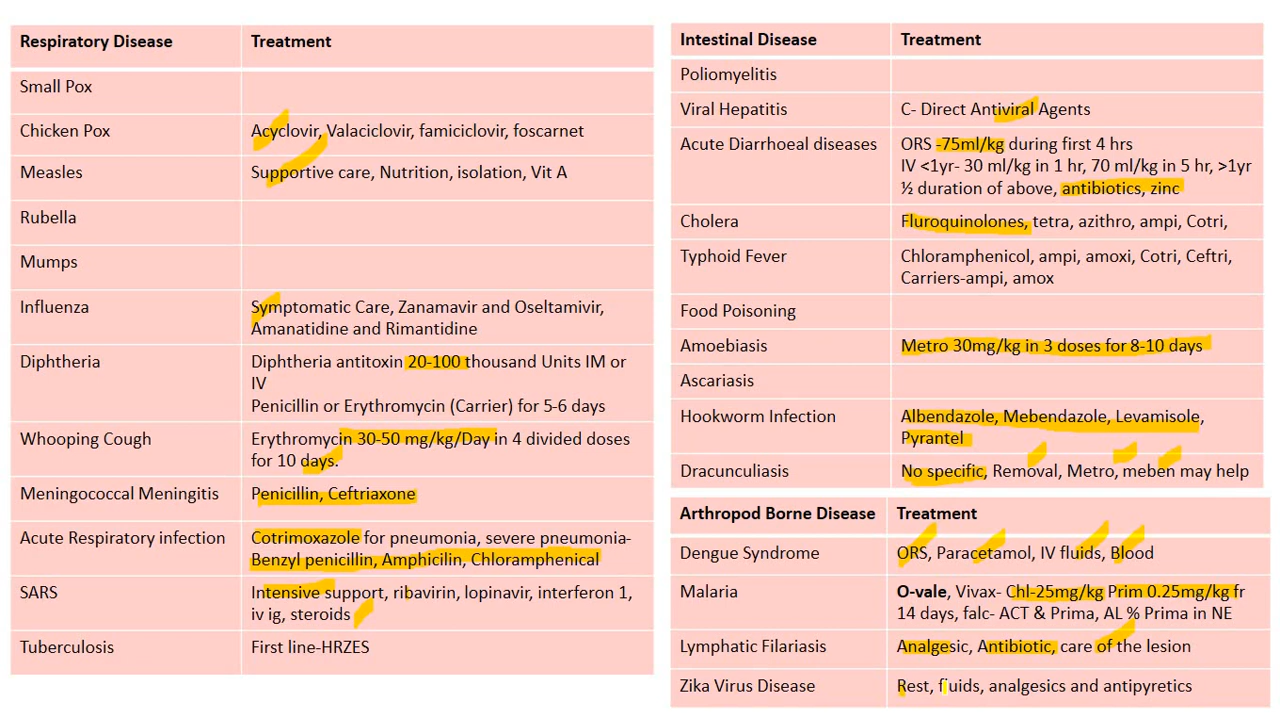 Respiratory Disease Treatment
Small Pox
Chicken Pox Acyclovir, Valaciclovir, famiciclovir, foscarnet
Measles Supportive care, Nutrition, isolation, Vit A
Rubella
Mumps
Influenza Symptomatic Care, Zanamavir and Oseltamivir,
Amanatidine and Rimantidine
Diphtheria Diphtheria antitoxin 20-100 thousand Units IM or
IV
Penicillin or Erythromycin (Carrier) for 5-6 days
Whooping Cough Erythromycin 30-50 mg/kg/Day in 4 divided doses
for 10 days.
Meningococcal Meningitis Penicillin, Ceftriaxone
Acute Respiratory infection Cotrimoxazole for pneumonia, severe pneumonia-
Benzyl penicillin, Amphicilin, Chloramphenical
SARS Intensive support, ribavirin, lopinavir, interferon 1,
iv ig, steroids
Tuberculosis First line-HRZES
Intestinal Disease Treatment
Poliomyelitis
Viral Hepatitis C- Direct Antiviral Agents
Acute Diarrhoeal diseases ORS -75ml/kg during first 4 hrs
IV <1yr- 30 ml/kg in 1 hr, 70 ml/kg in 5 hr, >1yr
½ duration of above, antibiotics, zinc
Cholera Fluroquinolones, tetra, azithro, ampi, Cotri,
Typhoid Fever Chloramphenicol, ampi, amoxi, Cotri, Ceftri,
Carriers-ampi, amox
Food Poisoning
Amoebiasis Metro 30mg/kg in 3 doses for 8-10 days
Ascariasis
Hookworm Infection Albendazole, Mebendazole, Levamisole,
Pyrantel
Dracunculiasis No specific, Removal, Metro, meben may help
Arthropod Borne Disease Treatment
Dengue Syndrome ORS, Paracetamol, IV fluids, Blood
Malaria O-vale, Vivax- Chl-25mg/kg Prim 0.25mg/kg fr
14 days, falc- ACT & Prima, AL % Prima in NE
Lymphatic Filariasis Analgesic, Antibiotic, care of the lesion
Zika Virus Disease Rest, fluids, analgesics and antipyretics